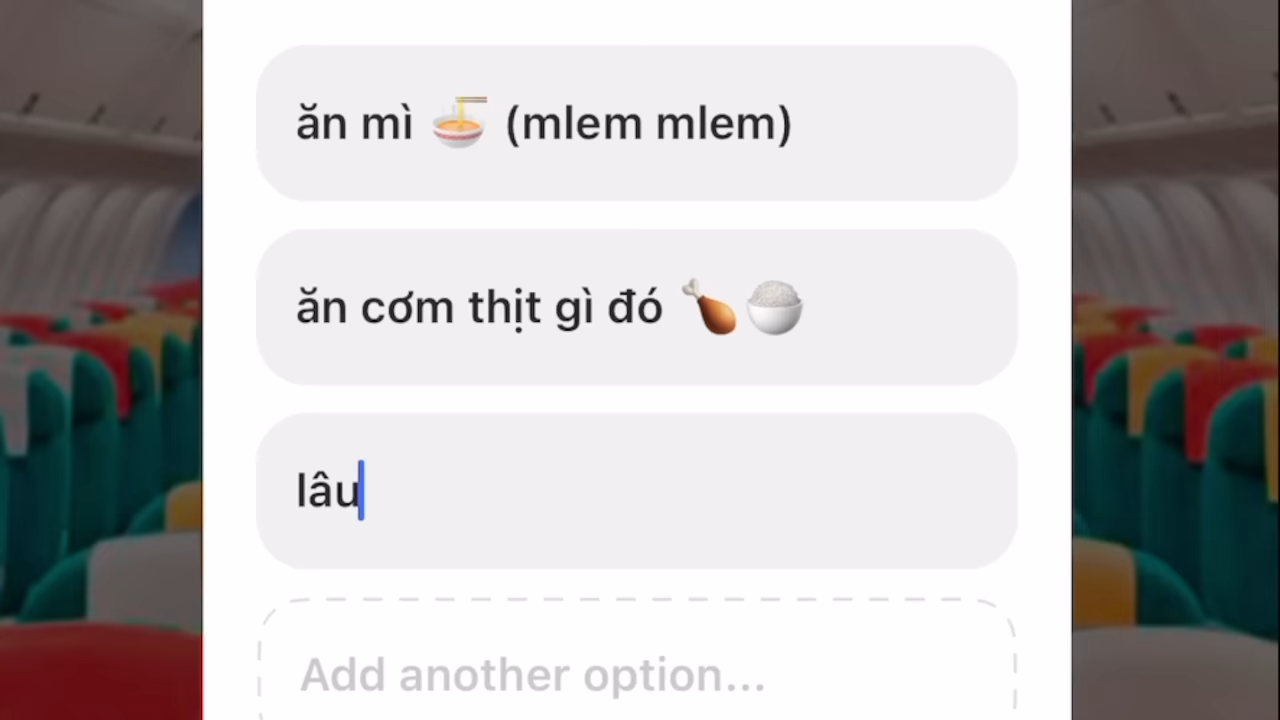 ăn mì 🍜 (mlem mlem)
ăn cơm thịt gì đó 🍗🍚
lâu
Add another option...